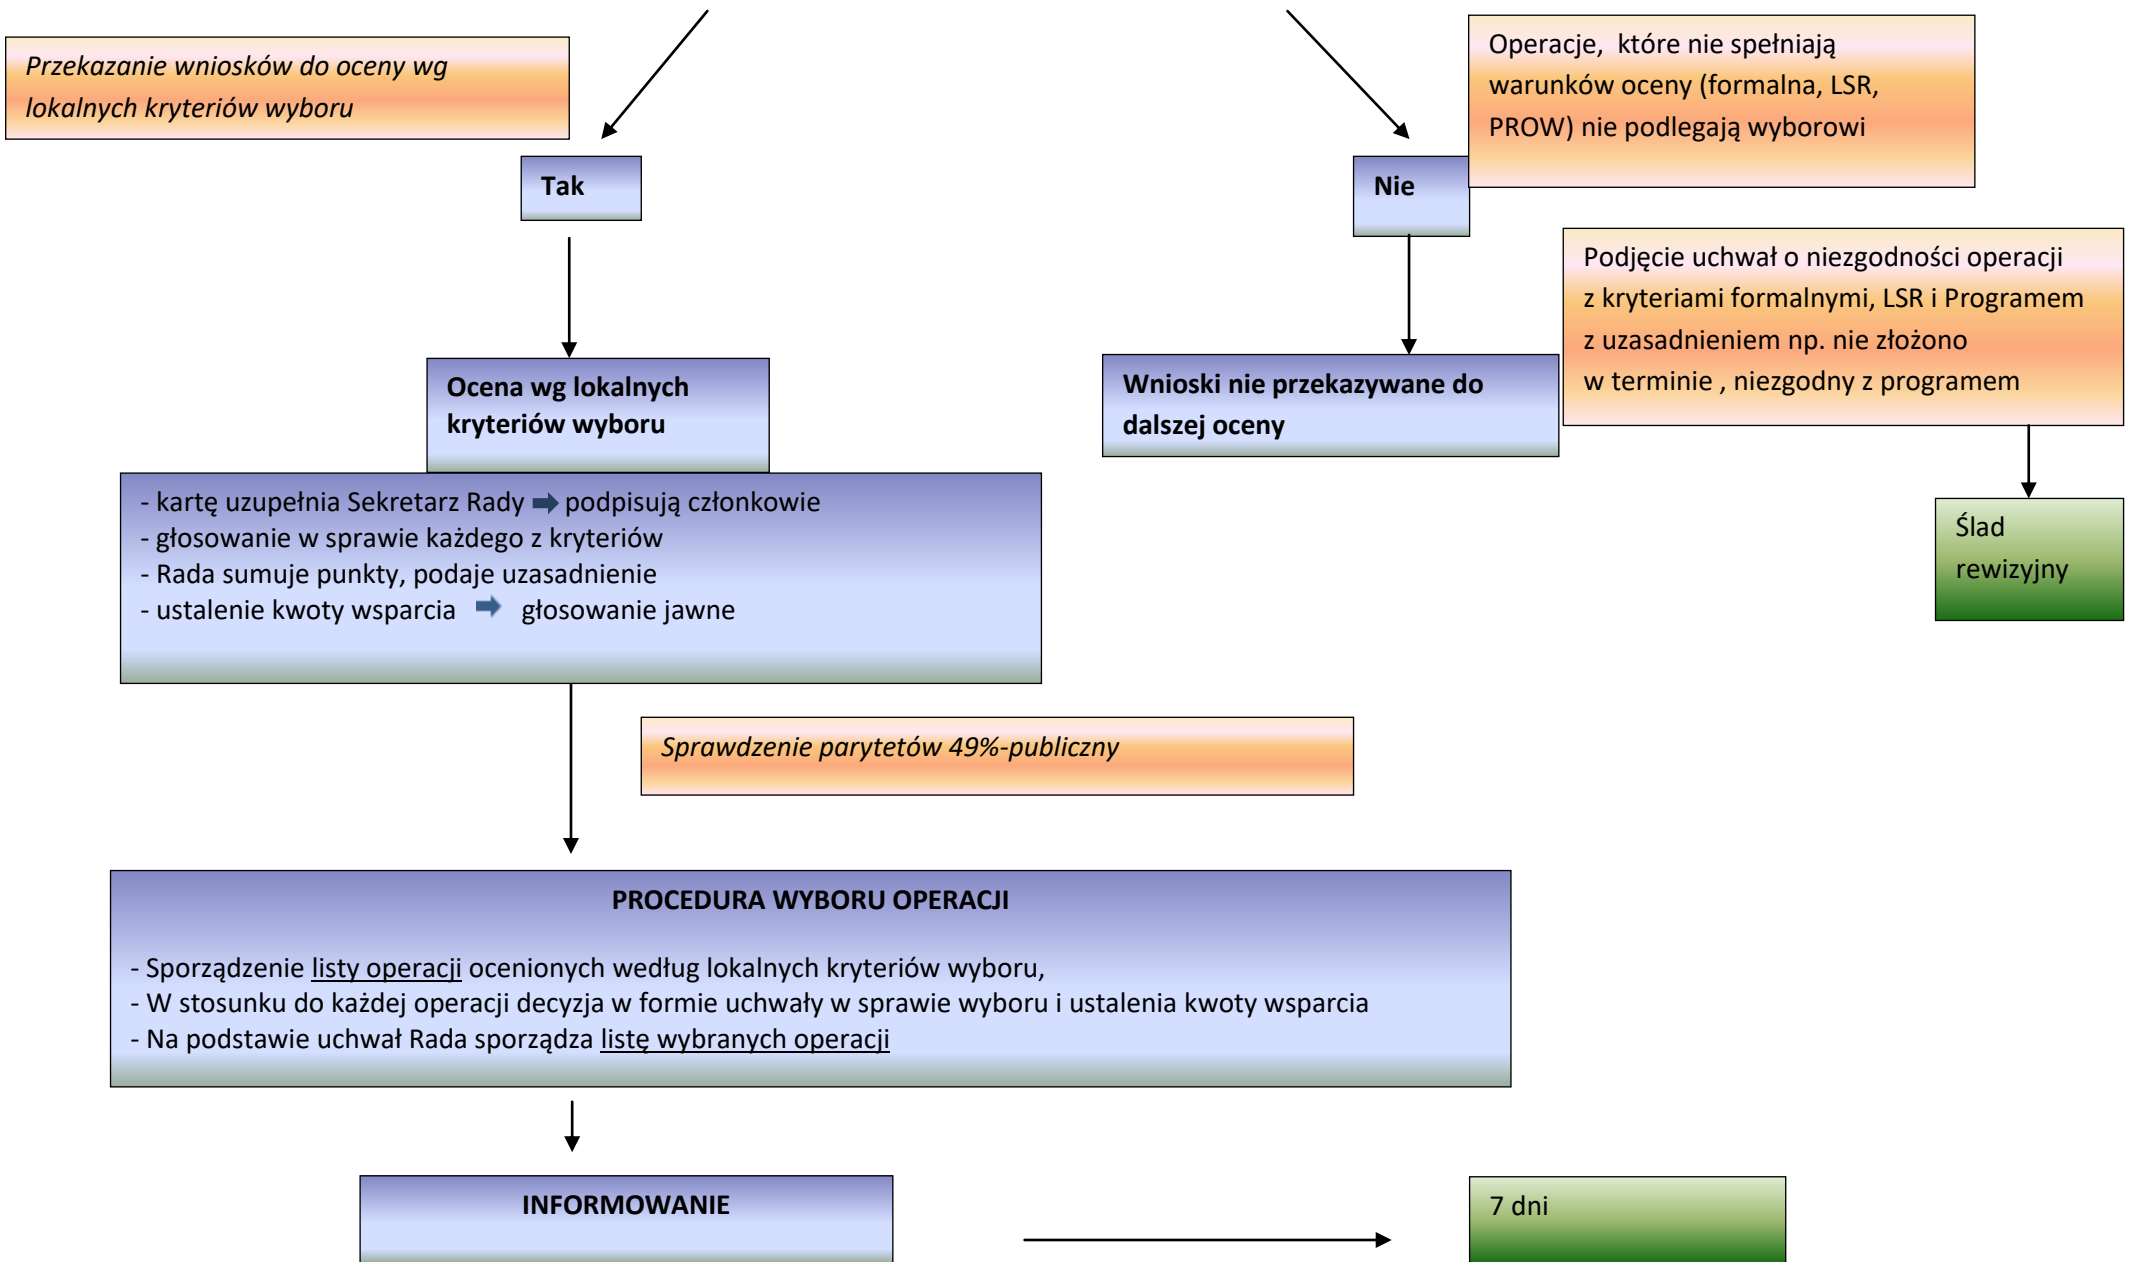 Przekazanie wniosków do oceny wg
lokalnych kryteriów wyboru
Operacje, które nie spełniają
warunków oceny (formalna, LSR,
PROW) nie podlegają wyborowi
Tak
Nie
Podjęcie uchwał o niezgodności operacji
z kryteriami formalnymi, LSR i Programem
z uzasadnieniem np. nie złożono
w terminie , niezgodny z programem
Ocena wg lokalnych
kryteriów wyboru
Wnioski nie przekazywane do
dalszej oceny
- kartę uzupełnia Sekretarz Rady ➡ podpisują członkowie
- głosowanie w sprawie każdego z kryteriów
- Rada sumuje punkty, podaje uzasadnienie
- ustalenie kwoty wsparcia ➡ głosowanie jawne
Ślad
rewizyjny
Sprawdzenie parytetów 49%-publiczny
PROCEDURA WYBORU OPERACJI
- Sporządzenie listy operacji ocenionych według lokalnych kryteriów wyboru,
- W stosunku do każdej operacji decyzja w formie uchwały w sprawie wyboru i ustalenia kwoty wsparcia
- Na podstawie uchwał Rada sporządza listę wybranych operacji
INFORMOWANIE
7 dni